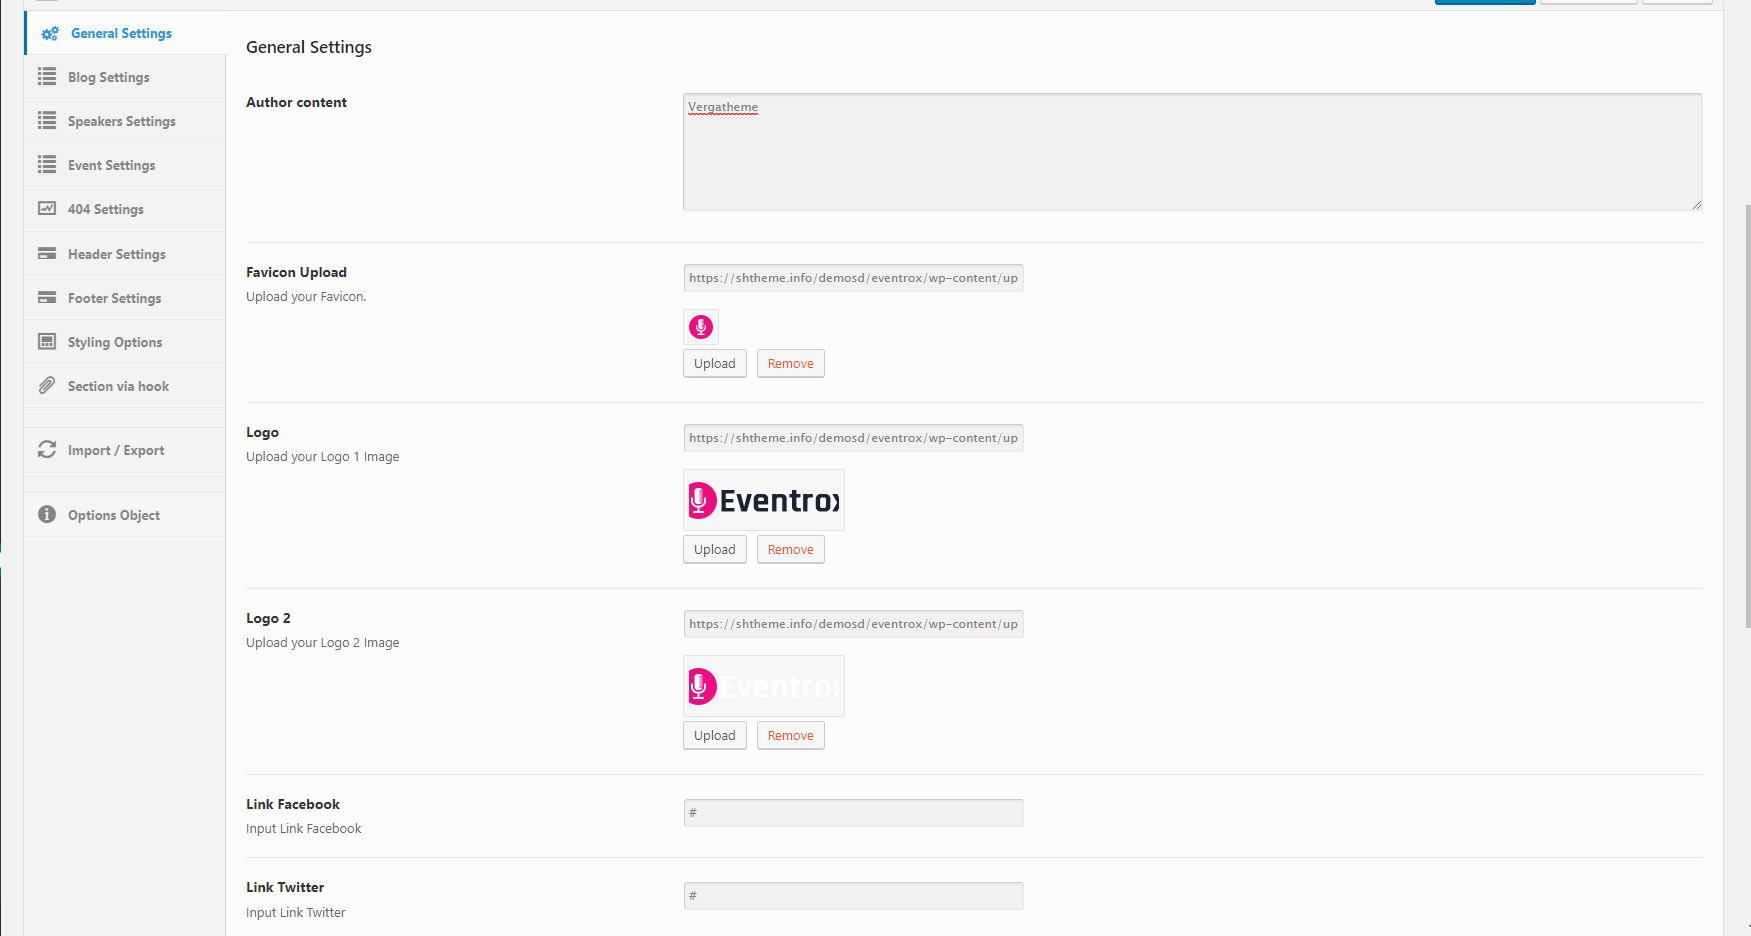 General Settings
Blog Settings
Speakers Settings
Event Settings
404 Settings
Header Settings
Footer Settings
Styling Options
Section via hook
Import / Export
Options Object
General Settings
Author content
Vergatheme
Favicon Upload
Upload your Favicon.
https://shtheme.info/demosd/eventrox/wp-content/up
Upload Remove
Logo
Upload your Logo 1 Image
https://shtheme.info/demosd/eventrox/wp-content/up
Eventrox
Upload Remove
Logo 2
Upload your Logo 2 Image
https://shtheme.info/demosd/eventrox/wp-content/up
Eventrox
Upload Remove
Link Facebook
Input Link Facebook
#
Link Twitter
Input Link Twitter
#